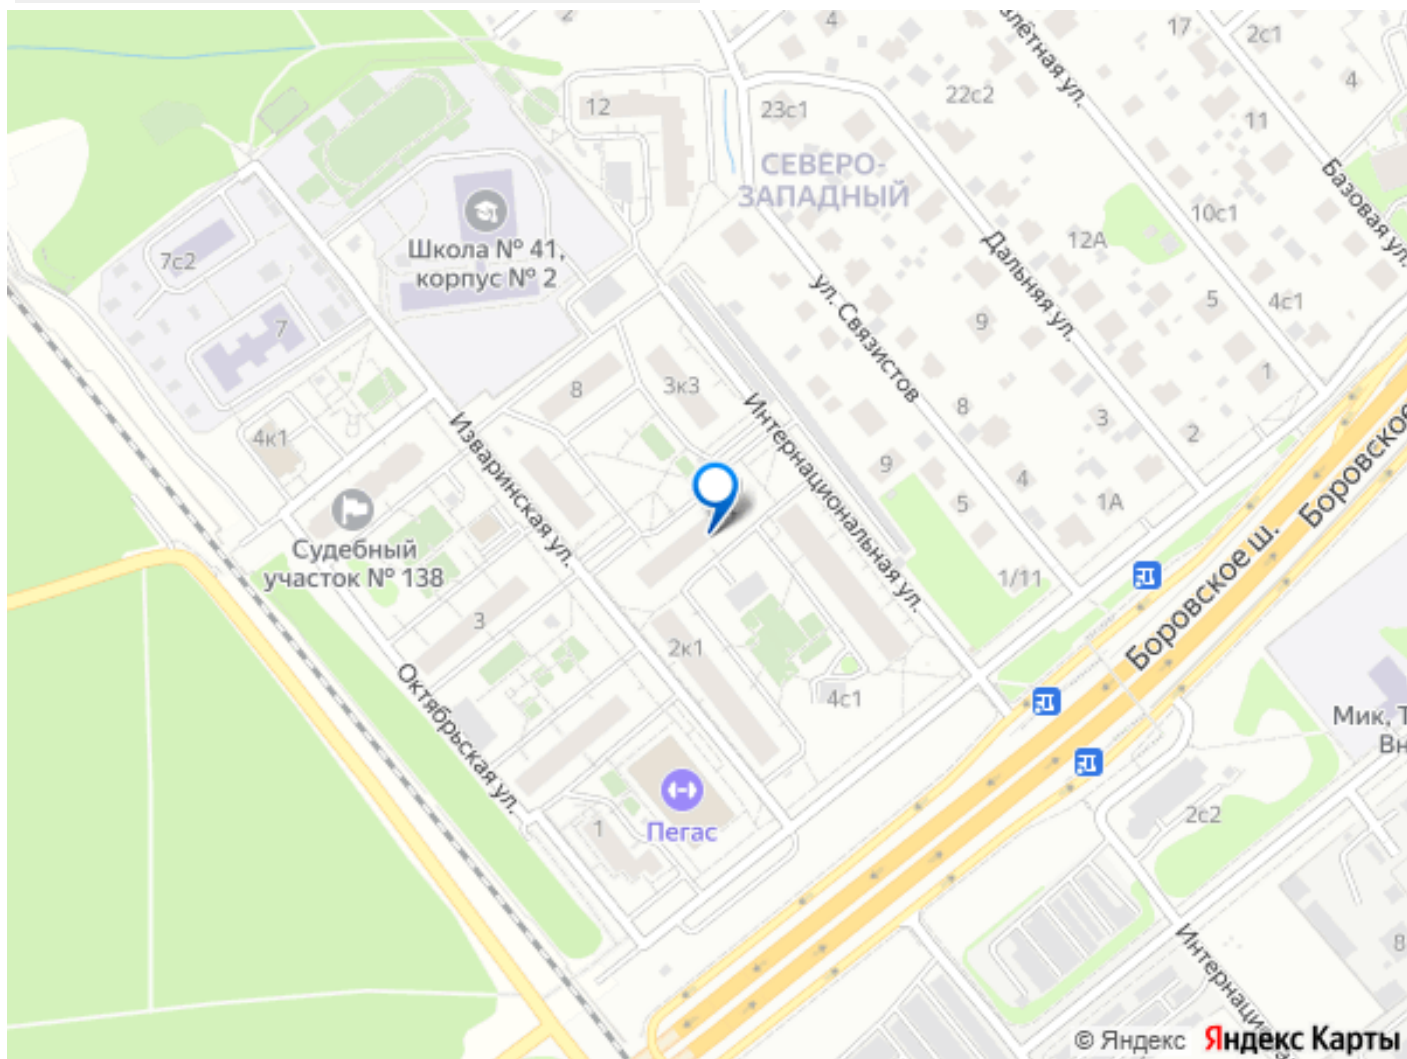 2
4
17
2с1
4
злётная ул.
12
23с1
22с2
11
СЕВЕРО-
ЗАПАДНЫЙ
Базовая ул.
Школа № 41,
корпус № 2
7с2
10с1
12А
Дальняя ул.
ул. Связистов
5
4с1
9
7
8
3к3
1
Интернациональная ул.
8
3
2
4к1
Изваринская ул.
9
4
5
1А
Боровское
Судебный
участок № 138
1/11
Боровское ш.
3
2к1
4с1
Октябрьская ул.
Мик, Т
Вн
Пегас
1
2с2
8
Интернациона
© Яндекс Яндекс Карты